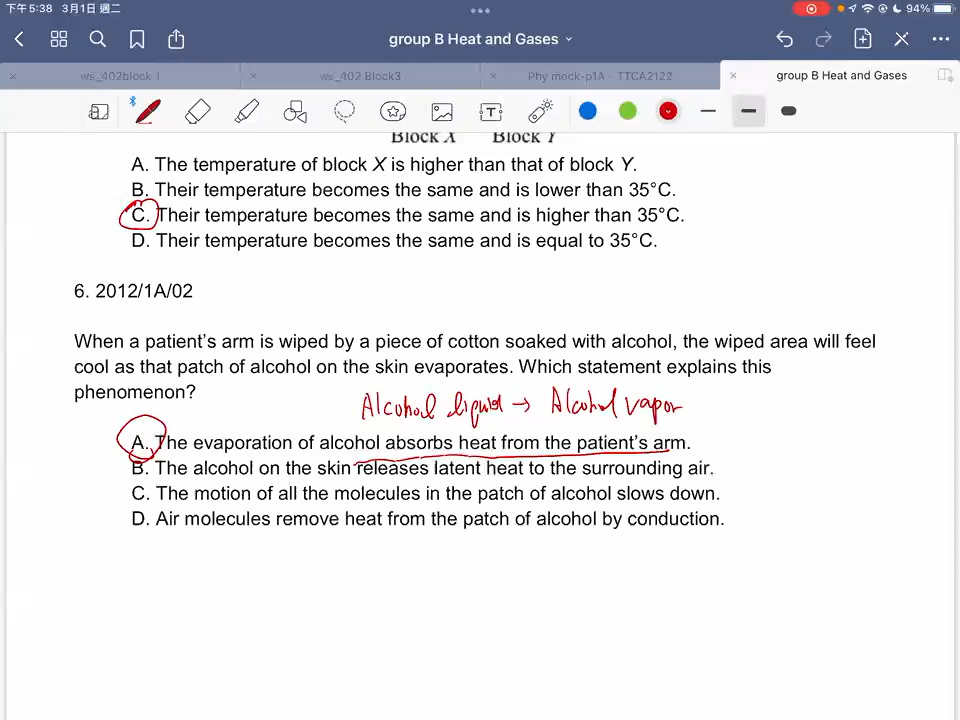 下午5:38 3月1日 週二
94%
group B Heat and Gases
ws_402block 1
ws_402 Block3
Phy mock-p1A - TTCA2122
group B Heat and Gases
Block X Block Y
A. The temperature of block X is higher than that of block Y.
B. Their temperature becomes the same and is lower than 35°C.
C. Their temperature becomes the same and is higher than 35°C.
D. Their temperature becomes the same and is equal to 35°C.
6. 2012/1A/02
When a patient's arm is wiped by a piece of cotton soaked with alcohol, the wiped area will feel
cool as that patch of alcohol on the skin evaporates. Which statement explains this
phenomenon?
Alcohol liquid → Alcohol vapor
A. The evaporation of alcohol absorbs heat from the patient's arm.
B. The alcohol on the skin releases latent heat to the surrounding air.
C. The motion of all the molecules in the patch of alcohol slows down.
D. Air molecules remove heat from the patch of alcohol by conduction.